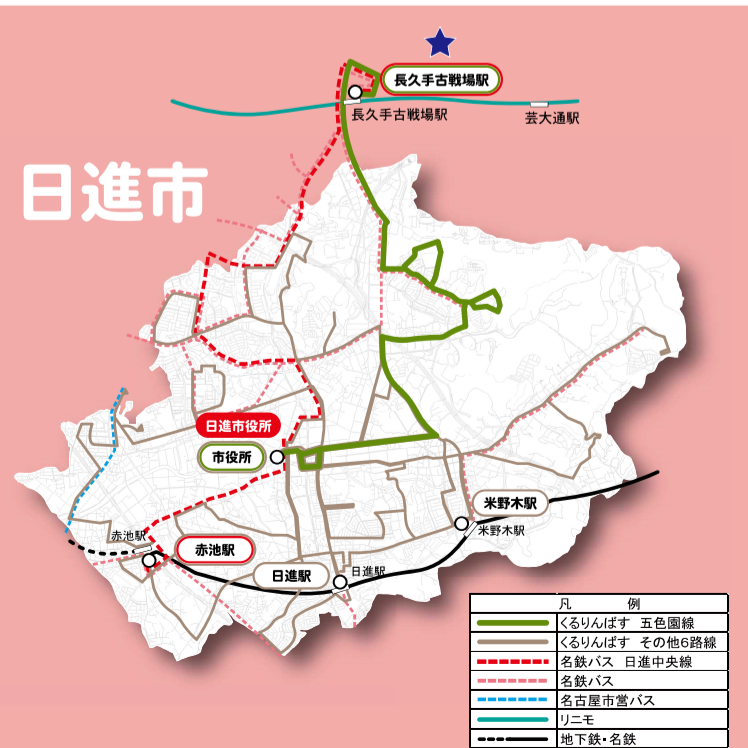 長久手古戦場駅
長久手古戦場駅
芸大通駅
日進市
日進市役所
市役所
米野木駅
米野木駅
赤池駅
赤池駅
日進駅
日進駅
凡 例
くるりんばす 五色園線
くるりんばす その他6路線
名鉄バス 日進中央線
名鉄バス
名古屋市営バス
リニモ
地下鉄・名鉄